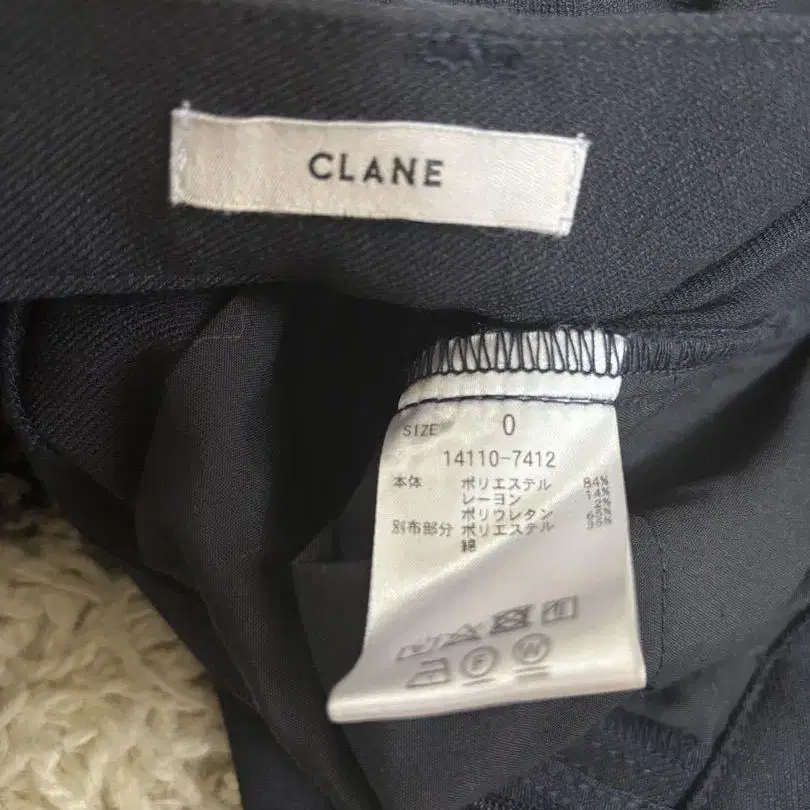 CLANE
SIZE 0
14110-7412
本体 ポリエステル 84%
レーヨン 14%
ポリウレタン 2%
別布部分 ポリエステル 65%
綿 35%
F W